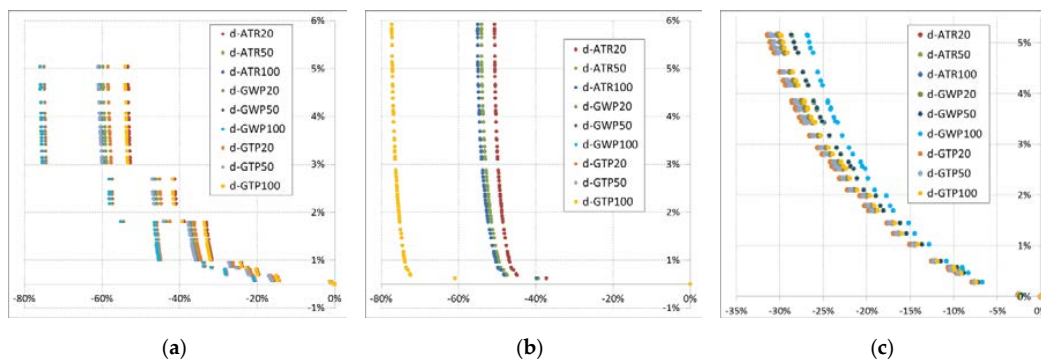 6%
5%
4%
3%
2%
1%
0%
-1%
-80%
-60%
-40%
-20%
0%
d-ATR20
d-ATR50
d-ATR100
d-GWP20
d-GWP50
d-GWP100
d-GTP20
d-GTP50
d-GTP100
(a)
6%
5%
4%
3%
2%
1%
0%
-1%
-80%
-60%
-40%
-20%
0%
d-ATR20
d-ATR50
d-ATR100
d-GWP20
d-GWP50
d-GWP100
d-GTP20
d-GTP50
d-GTP100
(b)
5%
4%
3%
2%
1%
0%
-35%
-30%
-25%
-20%
-15%
-10%
-5%
d-ATR20
d-ATR50
d-ATR100
d-GWP20
d-GWP50
d-GWP100
d-GTP20
d-GTP50
d-GTP100
(c)